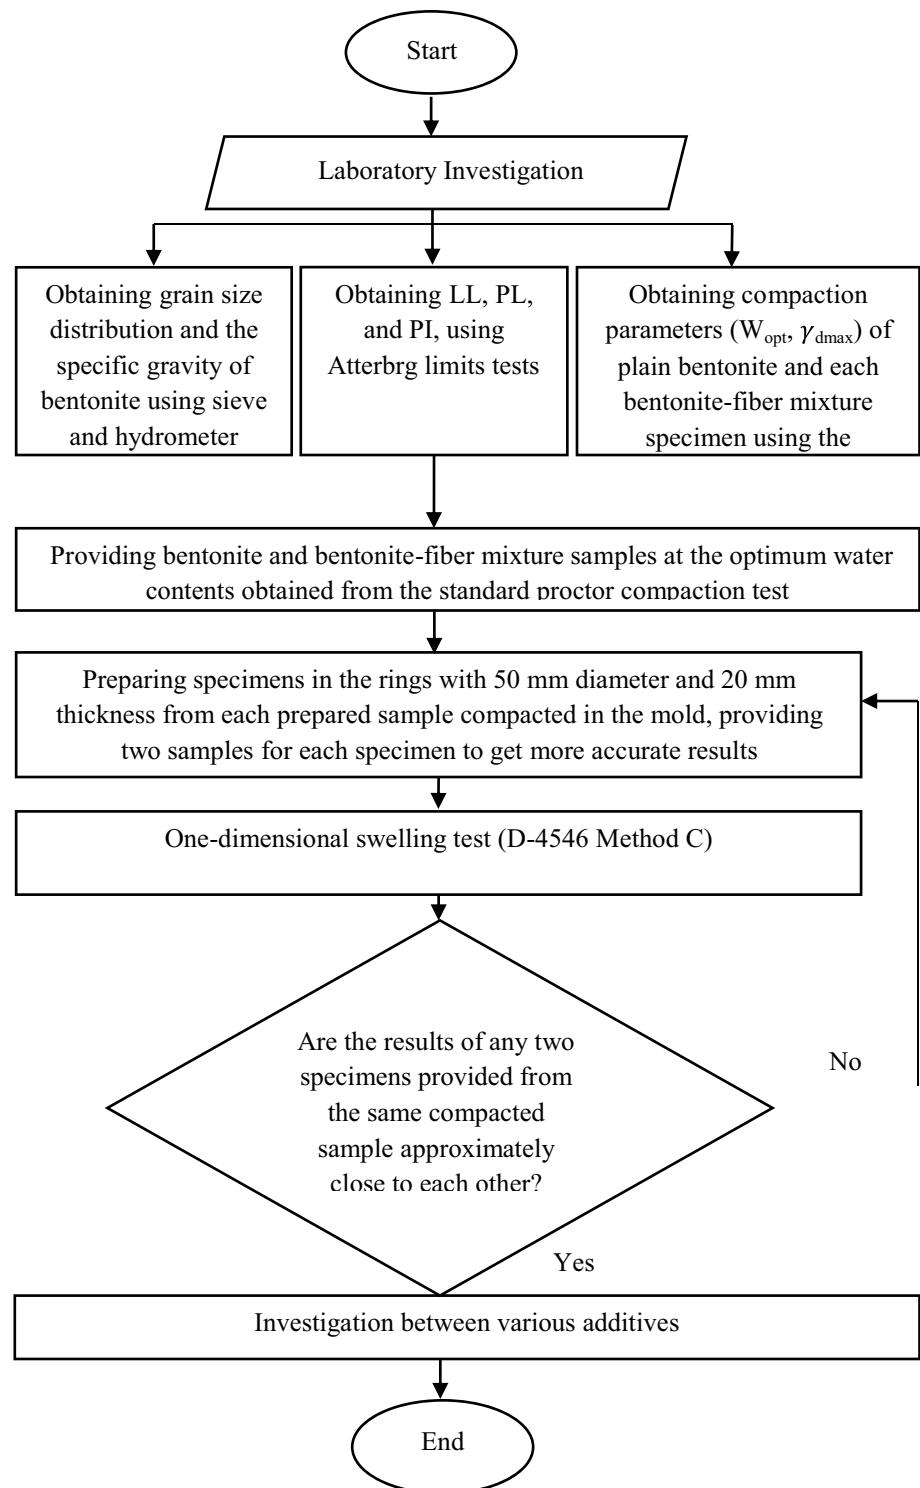 Start
Laboratory Investigation
Obtaining grain size
distribution and the
specific gravity of
bentonite using sieve
and hydrometer
Obtaining LL, PL,
and PI, using
Atterbrg limits tests
Obtaining compaction
parameters (Wopt, γdmax) of
plain bentonite and each
bentonite-fiber mixture
specimen using the
Providing bentonite and bentonite-fiber mixture samples at the optimum water
contents obtained from the standard proctor compaction test
Preparing specimens in the rings with 50 mm diameter and 20 mm
thickness from each prepared sample compacted in the mold, providing
two samples for each specimen to get more accurate results
One-dimensional swelling test (D-4546 Method C)
Are the results of any two
specimens provided from
the same compacted
sample approximately
close to each other?
No
Yes
Investigation between various additives
End